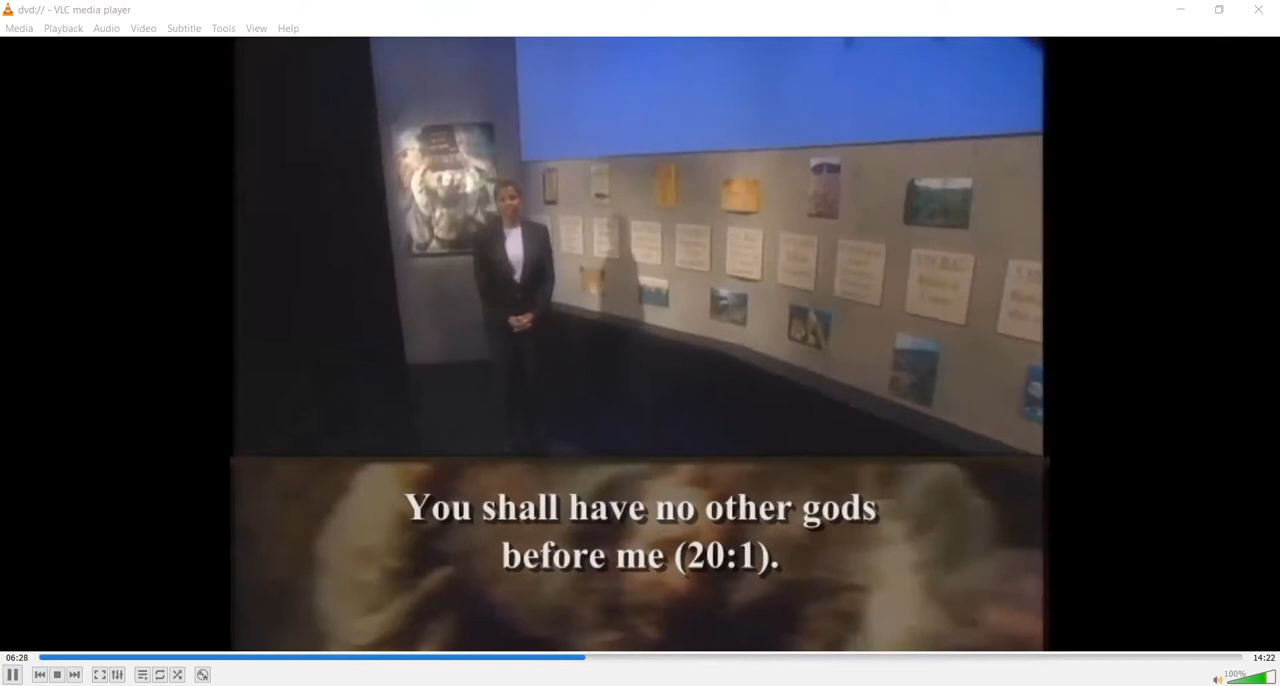 dvd:// - VLC media player
Media Playback Audio Video Subtitle Tools View Help
You shall have no other gods
before me (20:1).
06:28
14:22
100%